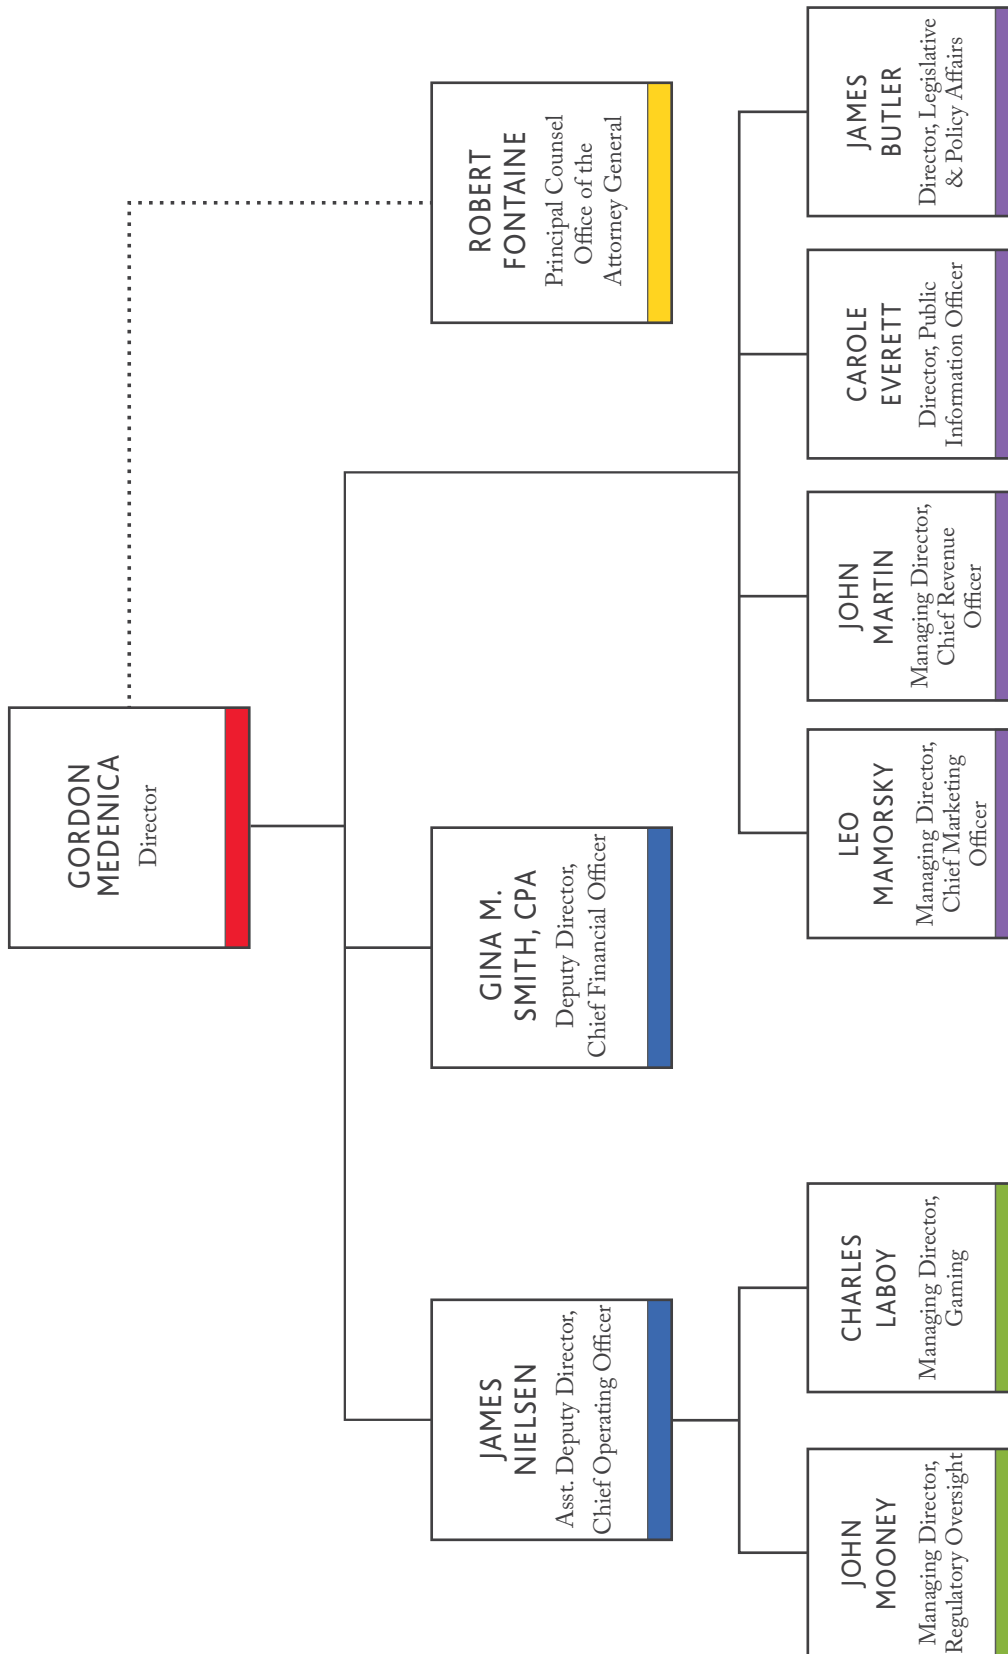 GORDON
MEDENICA
Director
JAMES
NIELSEN
Asst. Deputy Director,
Chief Operating Officer
GINA M.
SMITH, CPA
Deputy Director,
Chief Financial Officer
ROBERT
FONTAINE
Principal Counsel
Office of the
Attorney General
JOHN
MOONEY
Managing Director,
Regulatory Oversight
CHARLES
LABOY
Managing Director,
Gaming
LEO
MAMORSKY
Managing Director,
Chief Marketing
Officer
JOHN
MARTIN
Managing Director,
Chief Revenue
Officer
CAROLE
EVERETT
Director, Public
Information Officer
JAMES
BUTLER
Director, Legislative
& Policy Affairs